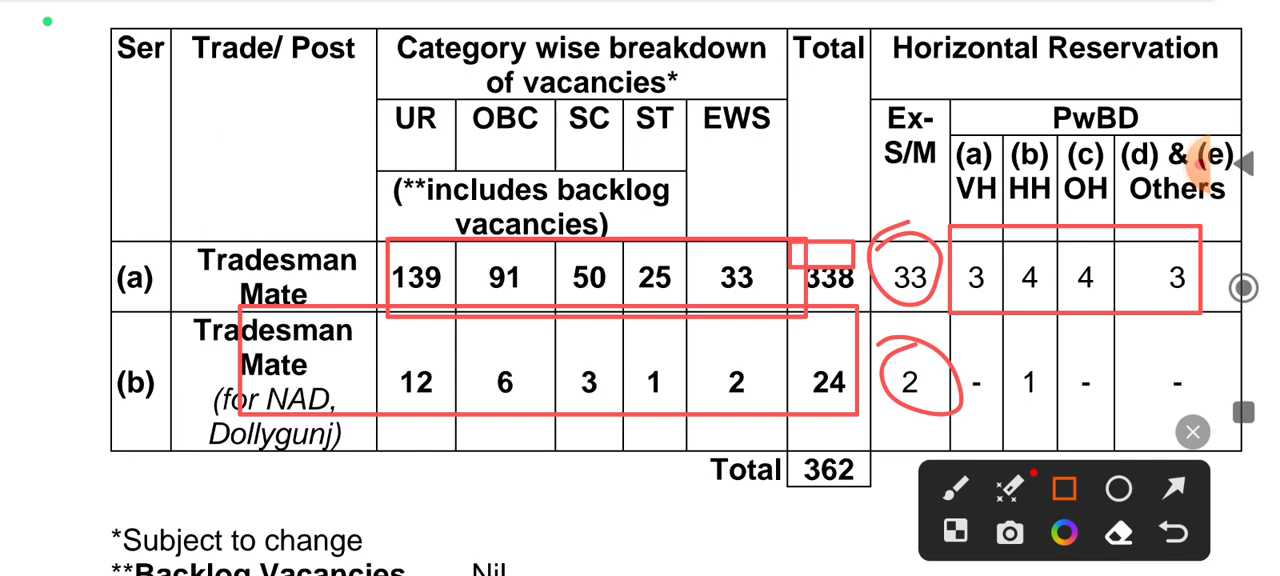 Ser Trade/ Post Category wise breakdown of vacancies* Total Horizontal Reservation
UR OBC SC ST EWS Ex-S/M PwBD
(a) VH (b) HH (c) OH (d) & (e) Others
(**includes backlog vacancies)
(a) Tradesman Mate 139 91 50 25 33 338 33 3 4 4 3
(b) Tradesman Mate (for NAD, Dollygunj) 12 6 3 1 2 24 2 - 1 - -
Total 362
*Subject to change
**Backlog Vacancies Nil